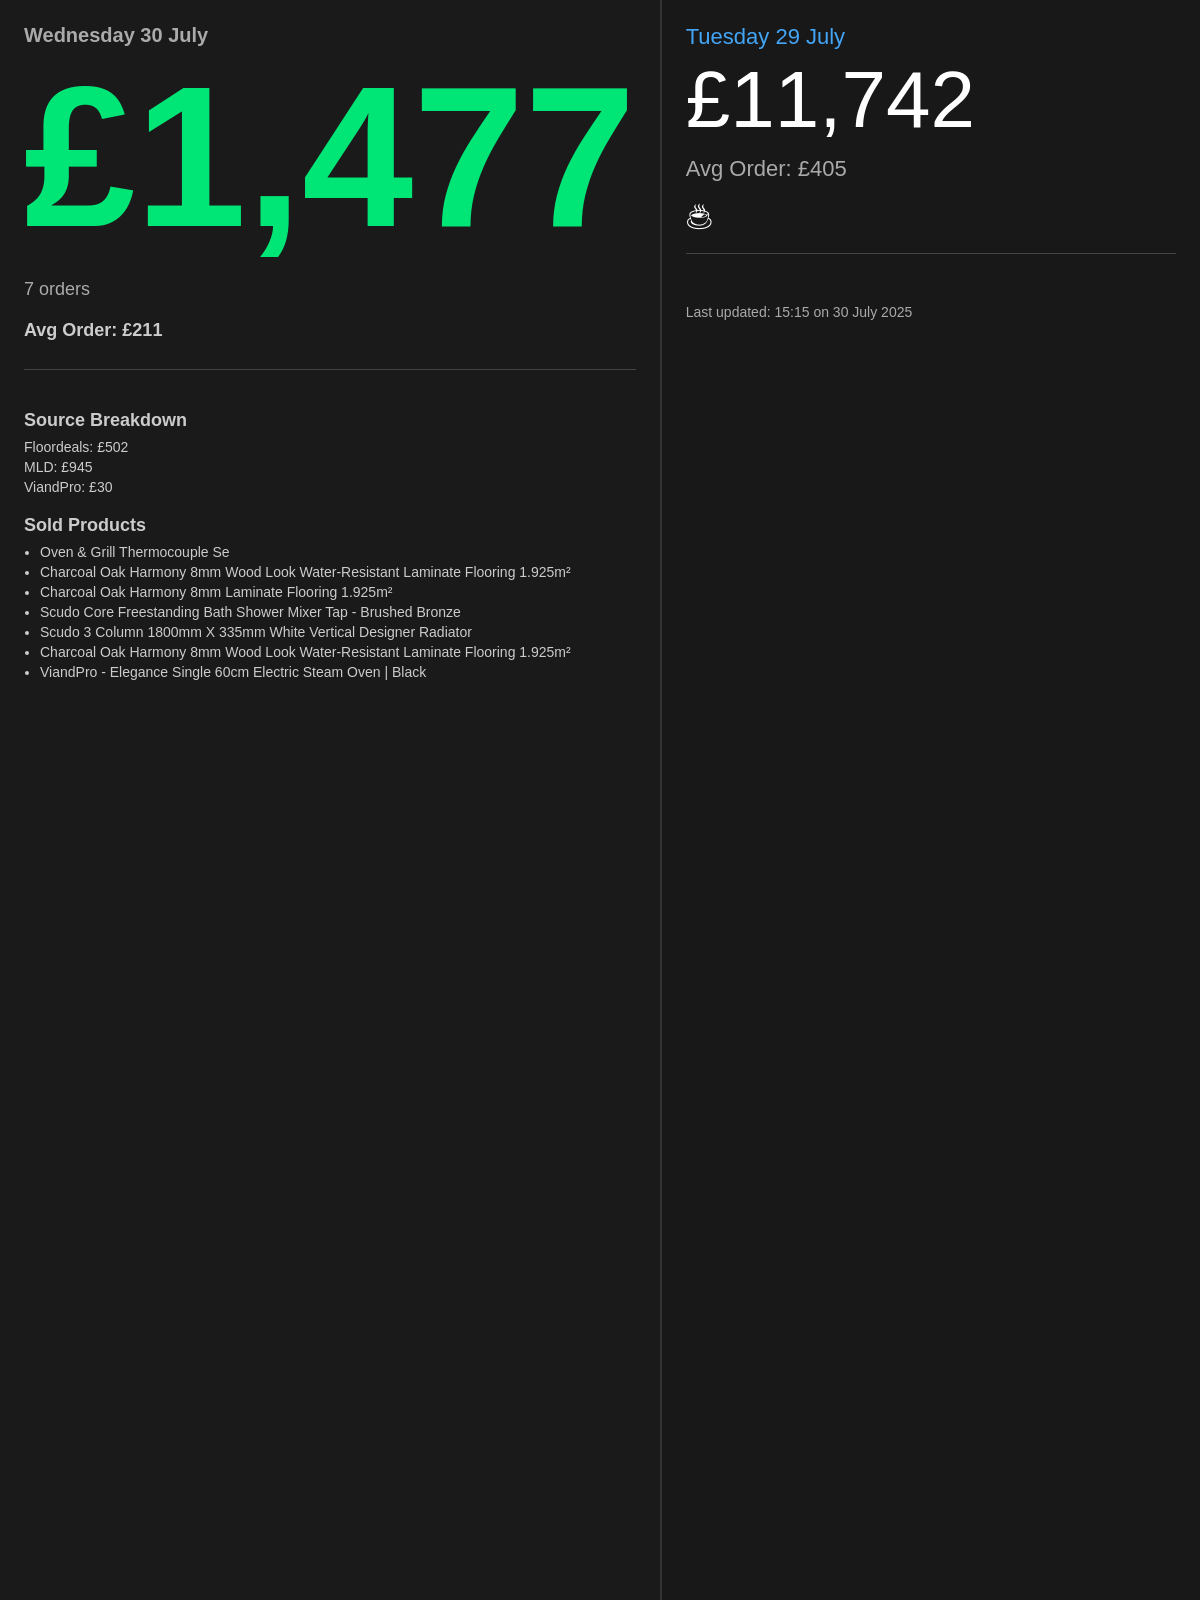 Wednesday 30 July
£1,477
7 orders
Avg Order: £211
Source Breakdown
Floordeals: £502
MLD: £945
ViandPro: £30
Sold Products
• Oven & Grill Thermocouple Se
• Charcoal Oak Harmony 8mm Wood Look Water-Resistant Laminate Flooring 1.925m²
• Charcoal Oak Harmony 8mm Laminate Flooring 1.925m²
• Scudo Core Freestanding Bath Shower Mixer Tap - Brushed Bronze
• Scudo 3 Column 1800mm X 335mm White Vertical Designer Radiator
• Charcoal Oak Harmony 8mm Wood Look Water-Resistant Laminate Flooring 1.925m²
• ViandPro - Elegance Single 60cm Electric Steam Oven | Black
Tuesday 29 July
£11,742
Avg Order: £405
☕
Last updated: 15:15 on 30 July 2025